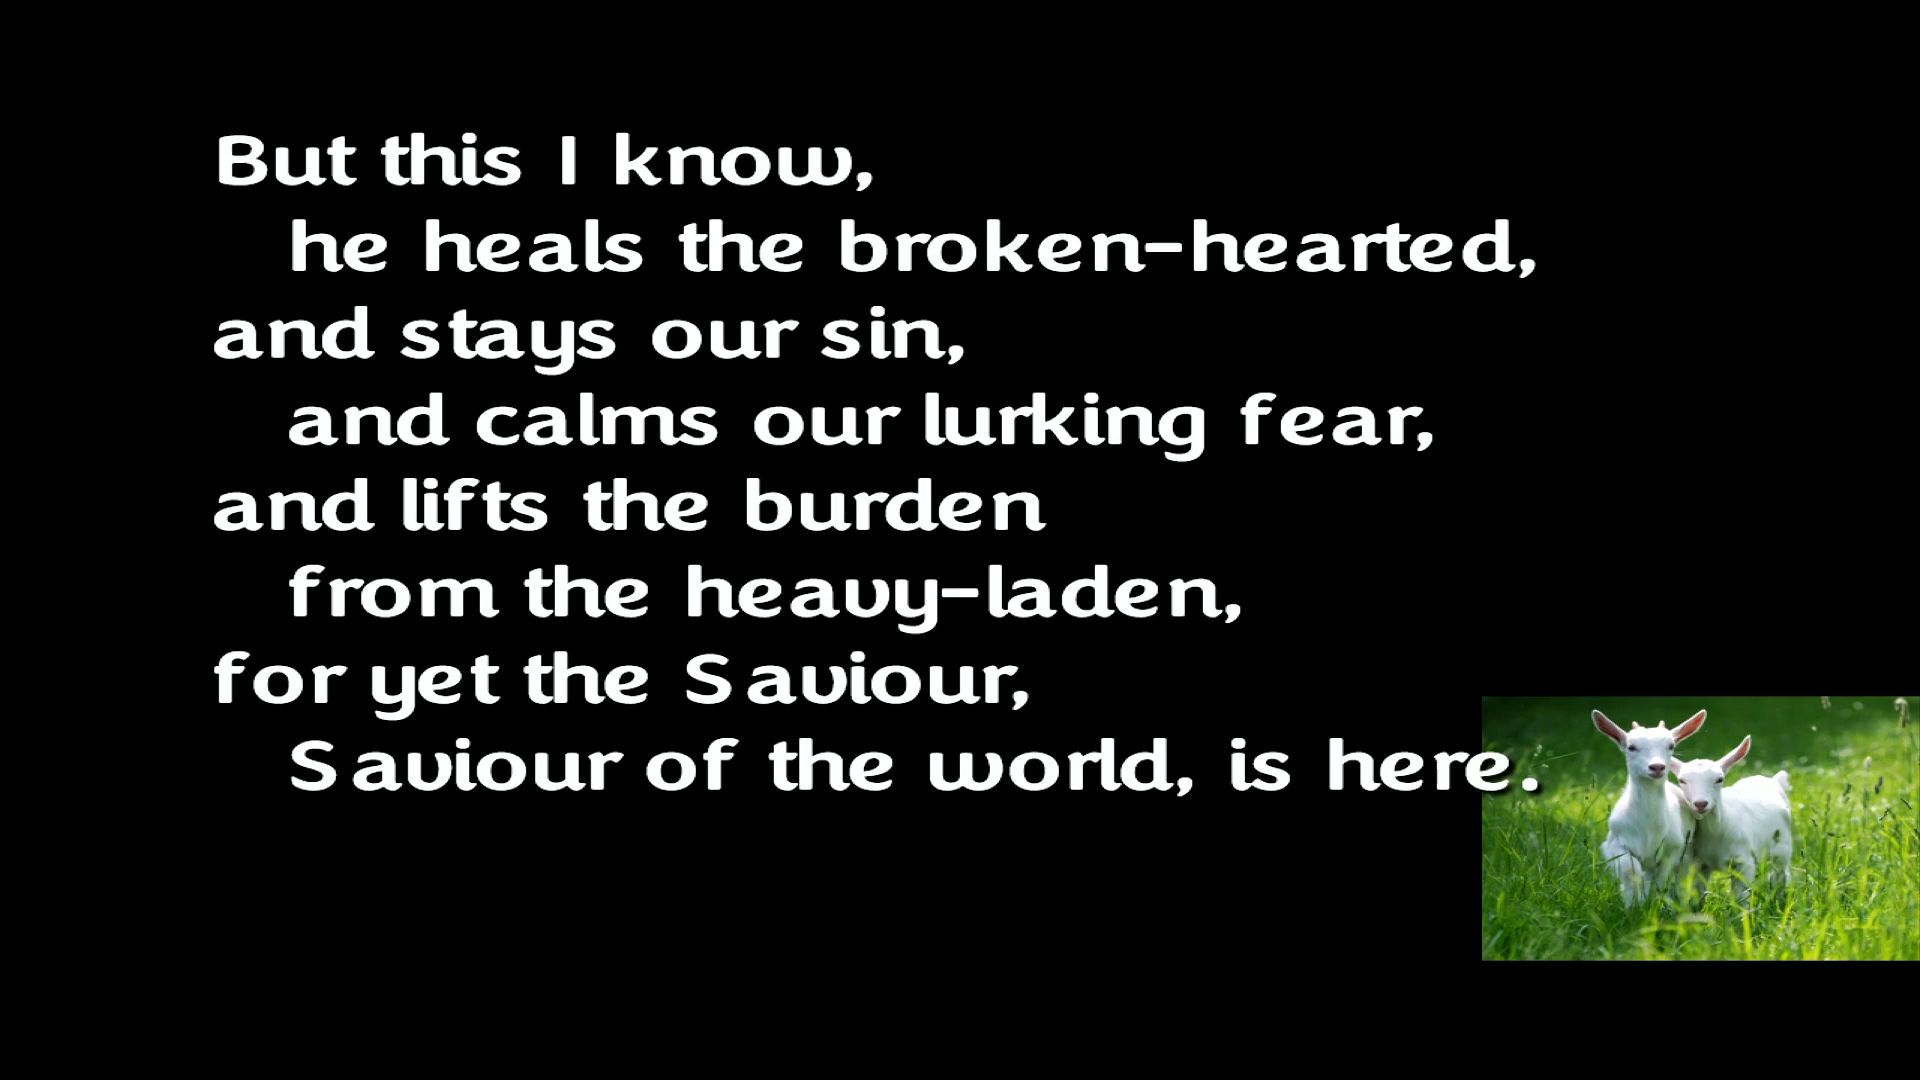 But this I know,
he heals the broken-hearted,
and stays our sin,
and calms our lurking fear,
and lifts the burden
from the heavy-laden,
for yet the Saviour,
Saviour of the world, is here.